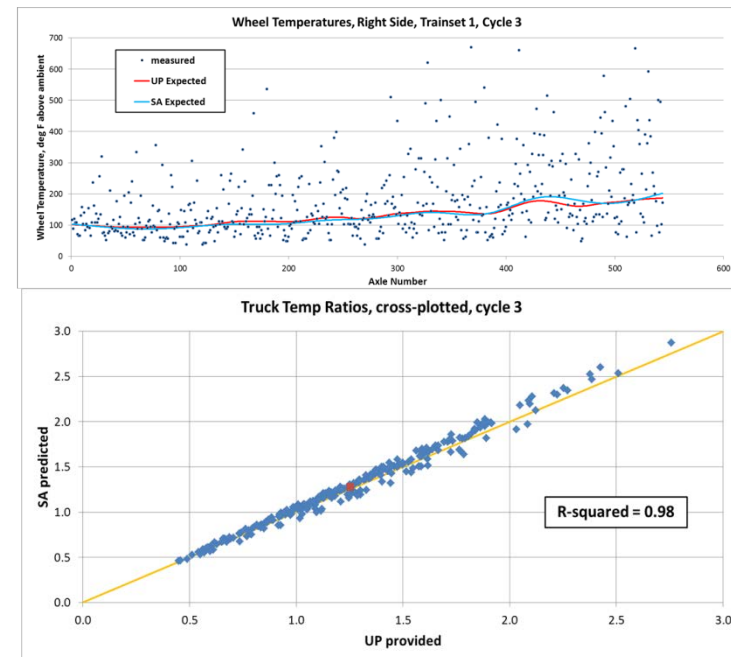 Wheel Temperatures, Right Side, Trainset 1, Cycle 3
Wheel Temperature, deg F above ambient
700
600
500
400
300
200
100
0
measured
UP Expected
SA Expected
0 100 200 300 400 500 600
Axle Number
Truck Temp Ratios, cross-plotted, cycle 3
SA predicted
3.0
2.5
2.0
1.5
1.0
0.5
0.0
R-squared = 0.98
0.0 0.5 1.0 1.5 2.0 2.5 3.0
UP provided